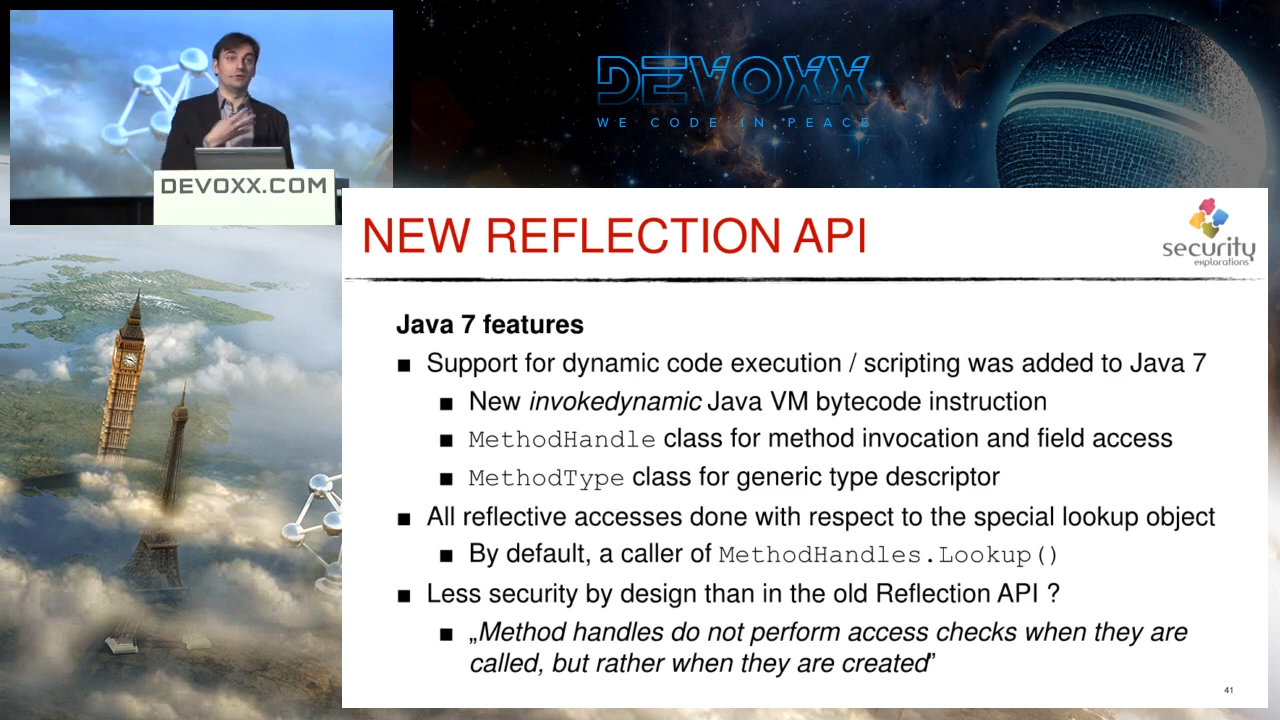 DEVOXX
WE CODE IN PEACE
DEVOXX.COM
NEW REFLECTION API
security
explorations
Java 7 features
■ Support for dynamic code execution / scripting was added to Java 7
■ New invokedynamic Java VM bytecode instruction
■ MethodHandle class for method invocation and field access
■ MethodType class for generic type descriptor
■ All reflective accesses done with respect to the special lookup object
■ By default, a caller of MethodHandles.Lookup()
■ Less security by design than in the old Reflection API ?
■ „Method handles do not perform access checks when they are
called, but rather when they are created”
41